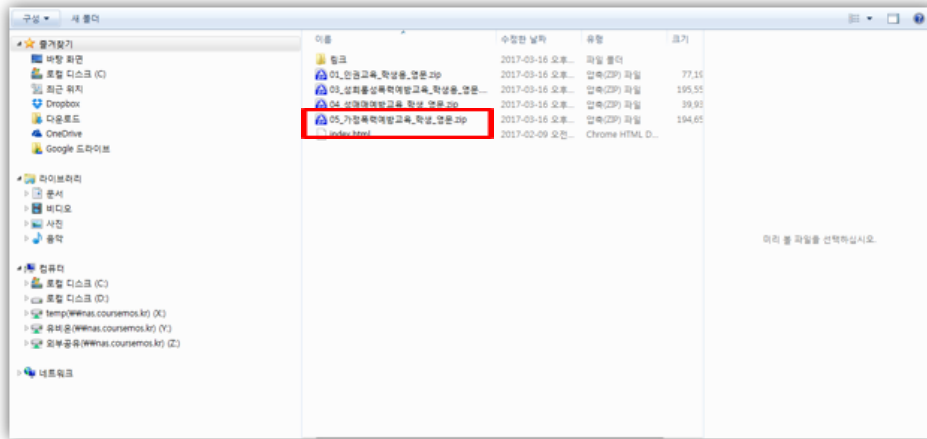 구성 ▼ 새 폴더
즐겨찾기
바탕 화면
로컬 디스크 (C)
최근 위치
Dropbox
다운로드
OneDrive
Google 드라이브
라이브러리
문서
비디오
사진
음악
컴퓨터
로컬 디스크 (C:)
로컬 디스크 (D:)
temp(₩₩nas.coursemos.kr) (X:)
유비온(₩₩nas.coursemos.kr) (Y:)
외부공유(₩₩nas.coursemos.kr) (Z:)
네트워크
이름 수정한 날짜 유형 크기
링크 2017-03-16 오후... 파일 폴더
01_인권교육_학생용_영문.zip 2017-03-16 오후... 압축(ZIP) 파일 77,19
03_성희롱성폭력예방교육_학생용_영문... 2017-03-16 오후... 압축(ZIP) 파일 195,55
04_성매매예방교육_학생_영문.zip 2017-03-16 오후... 압축(ZIP) 파일 39,93
05_가정폭력예방교육_학생_영문.zip 2017-03-16 오후... 압축(ZIP) 파일 194,65
index.html 2017-02-09 오전... Chrome HTML D...
미리 볼 파일을 선택하십시오.